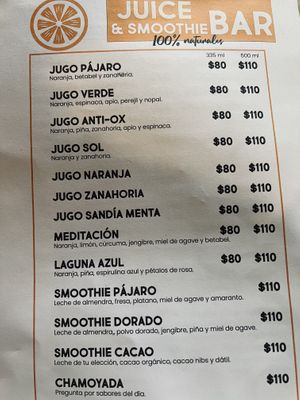 JUICE
& SMOOTHIE BAR
100% naturales
335 ml 500 ml
JUGO PÁJARO $80 $110
Naranja, betabel y zanahoria.
JUGO VERDE $80 $110
Naranja, espinaca, apio, perejil y nopal.
JUGO ANTI-OX $80 $110
Naranja, piña, zanahoria, apio y espinaca.
JUGO SOL $80 $110
Naranja y zanahoria.
JUGO NARANJA $80 $110
JUGO ZANAHORIA $80 $110
JUGO SANDÍA MENTA $80 $110
MEDITACIÓN $80 $110
Naranja, limón, cúrcuma, jengibre, miel de agave y betabel.
LAGUNA AZUL $80 $110
Naranja, piña, espirulina azul y pétalos de rosa.
SMOOTHIE PÁJARO $110
Leche de almendra, fresa, platano, miel de agave y amaranto.
SMOOTHIE DORADO $110
Leche de almendra, polvo dorado, jengibre, piña y miel de agave.
SMOOTHIE CACAO $110
Leche de tu elección, cacao orgánico, cacao nibs y dátil.
CHAMOYADA $110
Pregunta por sabores del día.